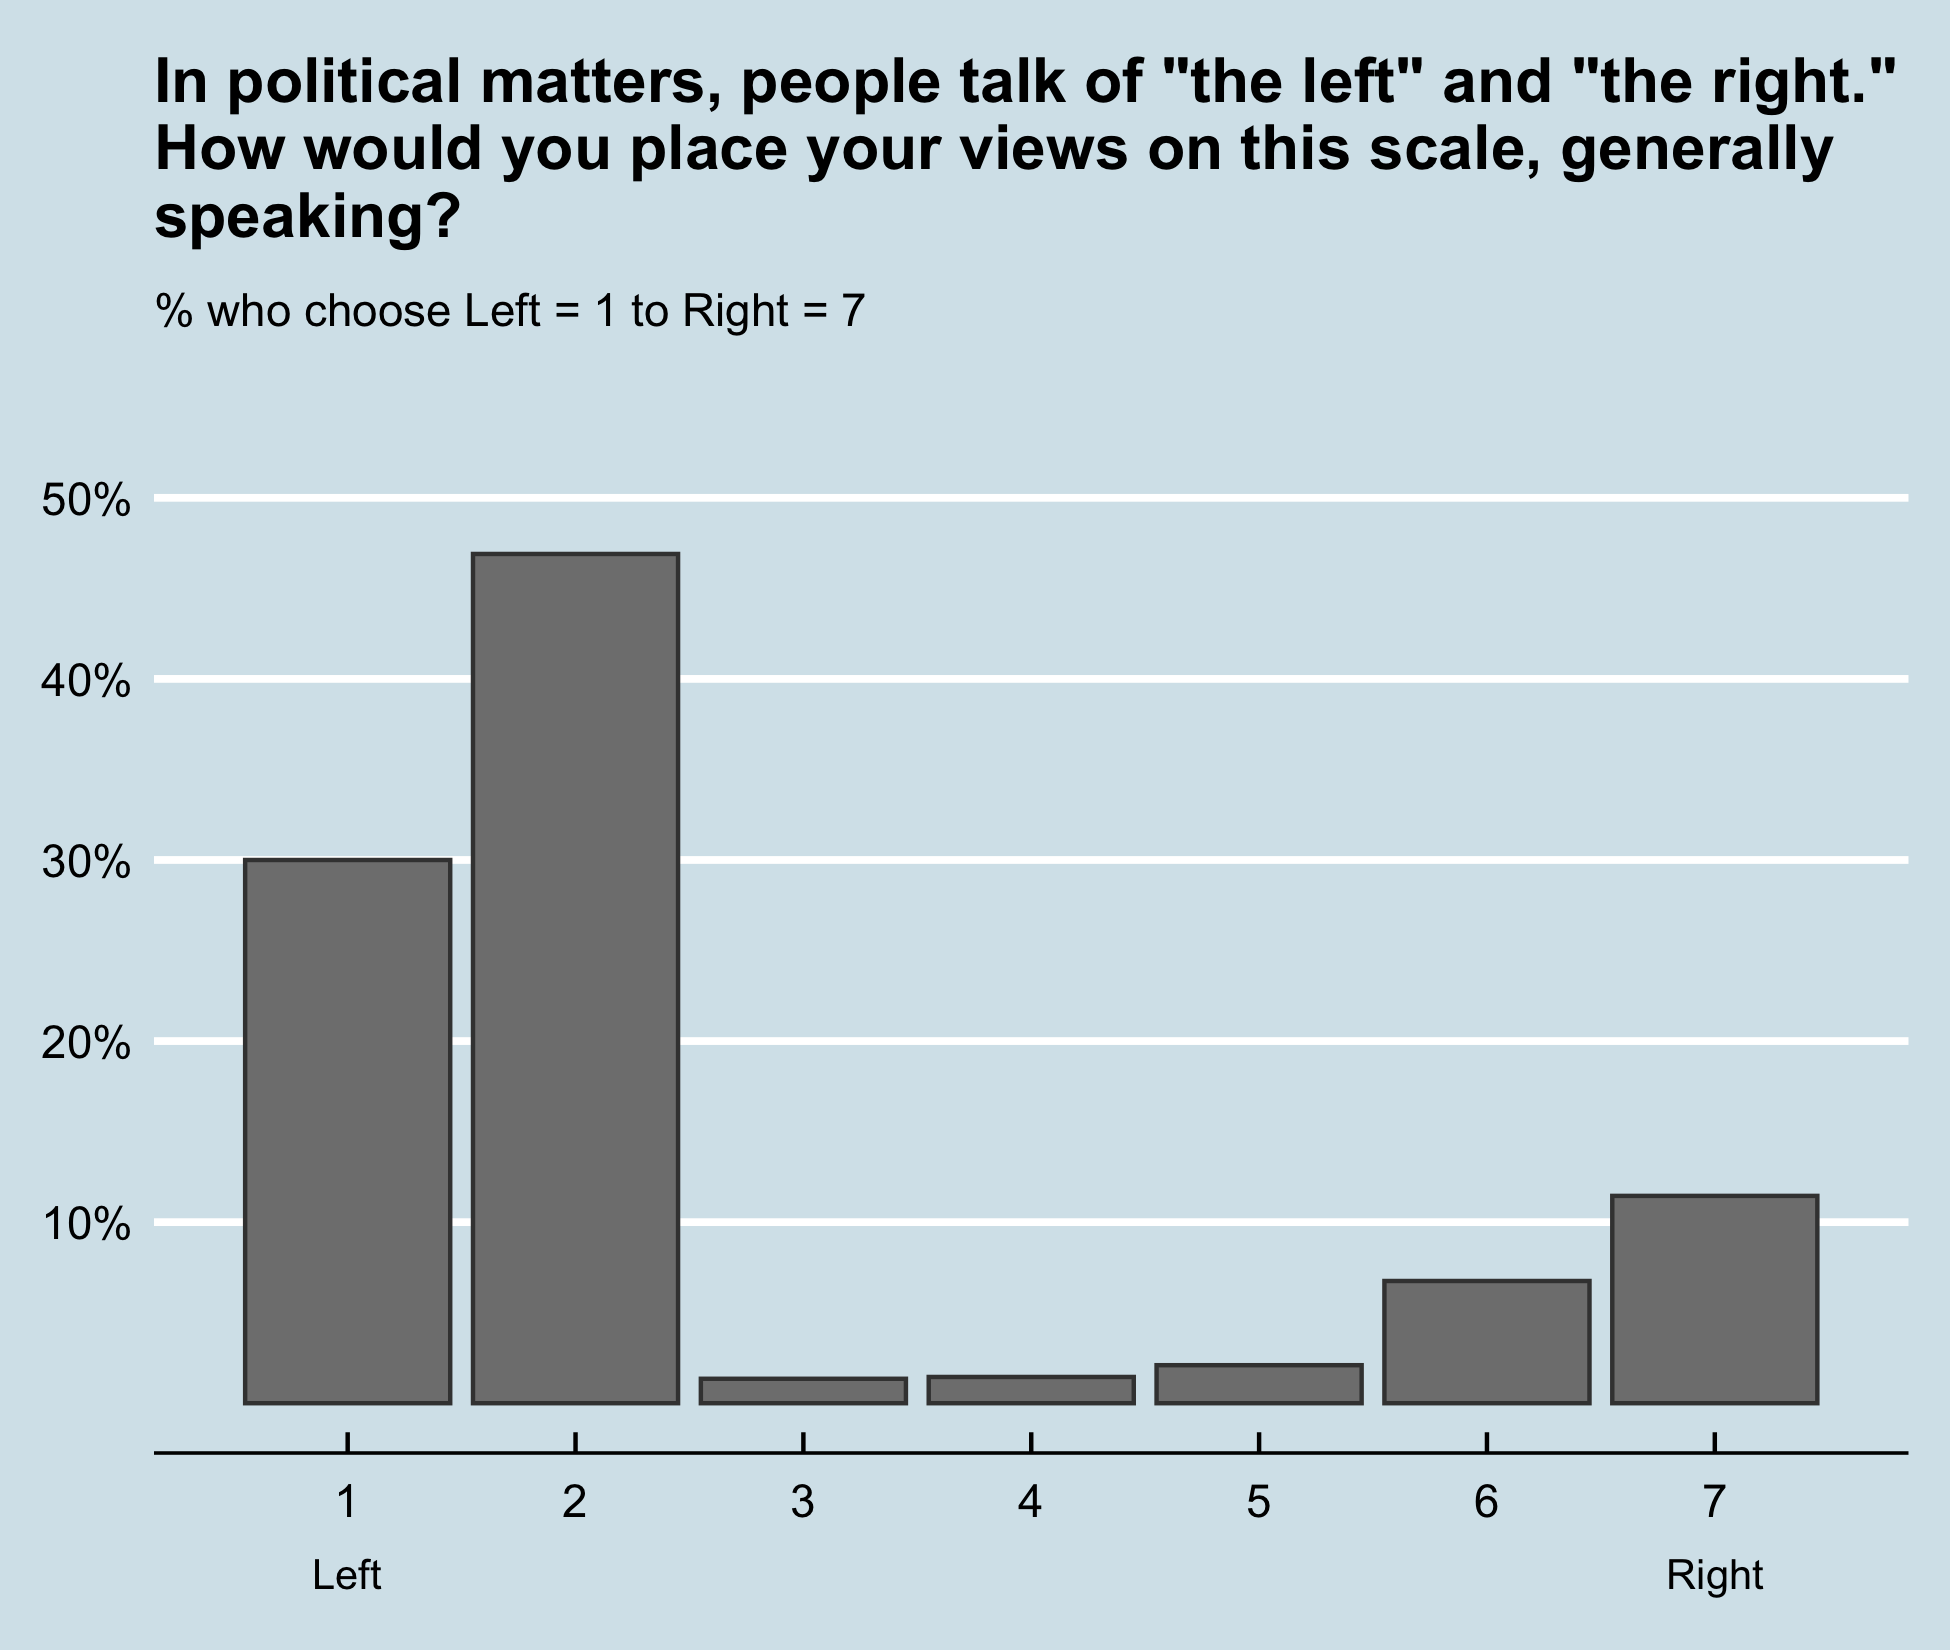 In political matters, people talk of "the left" and "the right."
How would you place your views on this scale, generally
speaking?
% who choose Left = 1 to Right = 7
50%
40%
30%
20%
10%
1 2 3 4 5 6 7
Left Right